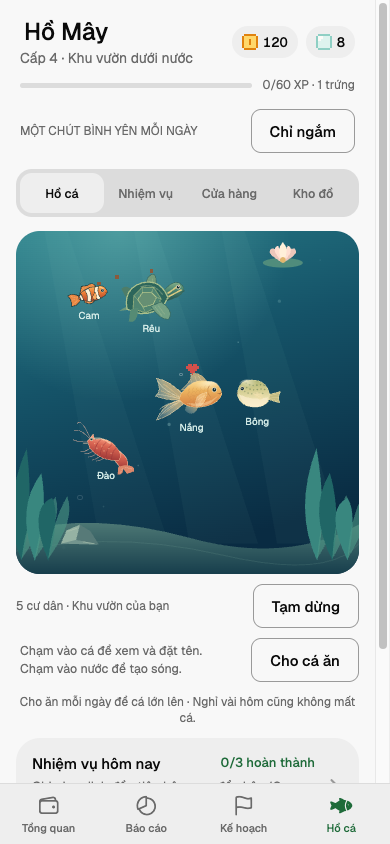 Hồ Mây
120
8
Cấp 4 · Khu vườn dưới nước
0/60 XP · 1 trứng
MỘT CHÚT BÌNH YÊN MỖI NGÀY
Chỉ ngắm
Hồ cá
Nhiệm vụ
Cửa hàng
Kho đồ
Cam
Rêu
Nắng
Bông
Đào
5 cư dân · Khu vườn của bạn
Tạm dừng
Chạm vào cá để xem và đặt tên.
Chạm vào nước để tạo sóng.
Cho cá ăn
Cho ăn mỗi ngày để cá lớn lên · Nghỉ vài hôm cũng không mất
cá.
Nhiệm vụ hôm nay
0/3 hoàn thành
Tổng quan
Báo cáo
Kế hoạch
Hồ cá